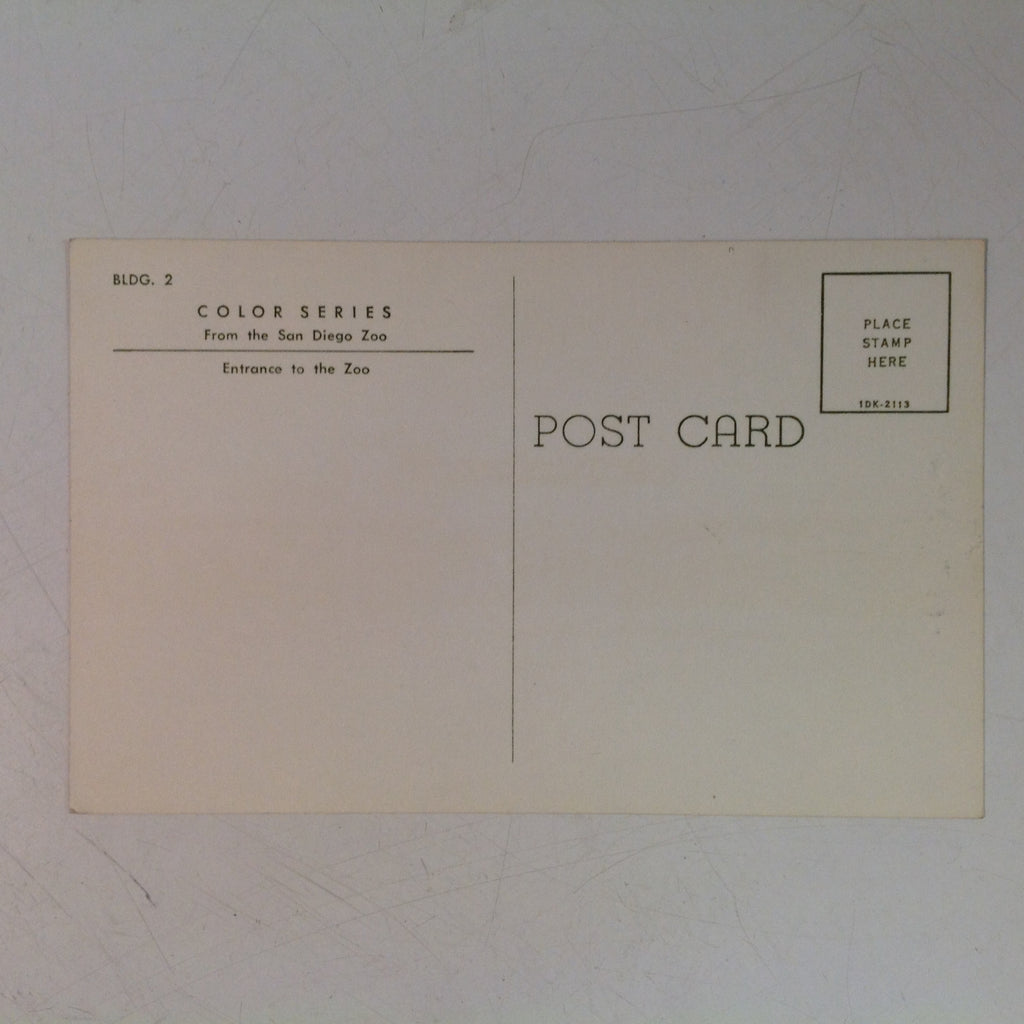 BLDG. 2
COLOR SERIES
From the San Diego Zoo
Entrance to the Zoo
POST CARD
PLACE
STAMP
HERE
1DK-2113